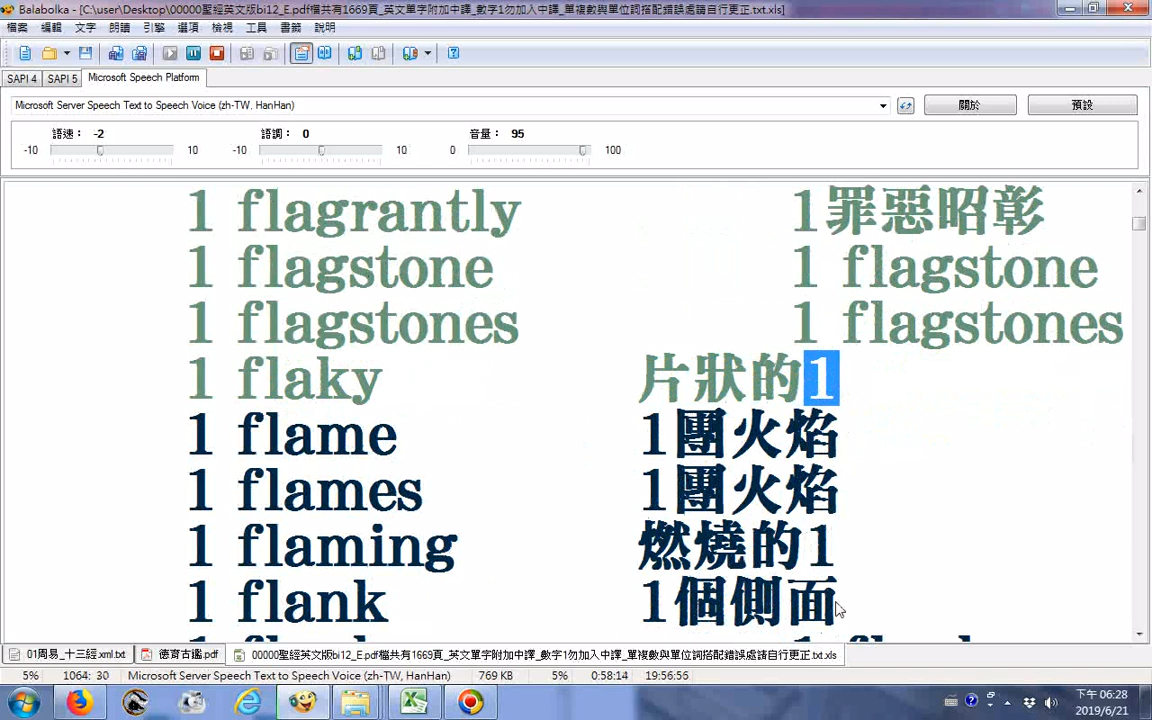 Balabolka - [C:\user\Desktop\00000聖經英文版bi12_E.pdf檔共有1669頁_英文單字附加中譯_數字1勿加入中譯_單複數與單位詞搭配錯誤處請自行更正.txt.xls]
檔案 編輯 文字 朗讀 引擎 選項 檢視 工具 書籤 說明
SAPI 4 SAPI 5 Microsoft Speech Platform
Microsoft Server Speech Text to Speech Voice (zh-TW, HanHan) 關於 預設
語速： -2 語調： 0 音量： 95
-10 10 -10 10 0 100
1 flagrantly 1罪惡昭彰
1 flagstone 1 flagstone
1 flagstones 1 flagstones
1 flaky 片狀的1
1 flame 1團火焰
1 flames 1團火焰
1 flaming 燃燒的1
1 flank 1個側面
01周易_十三經.xml.txt 德育古鑑.pdf 00000聖經英文版bi12_E.pdf檔共有1669頁_英文單字附加中譯_數字1勿加入中譯_單複數與單位詞搭配錯誤處請自行更正.txt.xls
5% 1064: 30 Microsoft Server Speech Text to Speech Voice (zh-TW, HanHan) 769 KB 5% 0:58:14 19:56:55
下午 06:28
2019/6/21